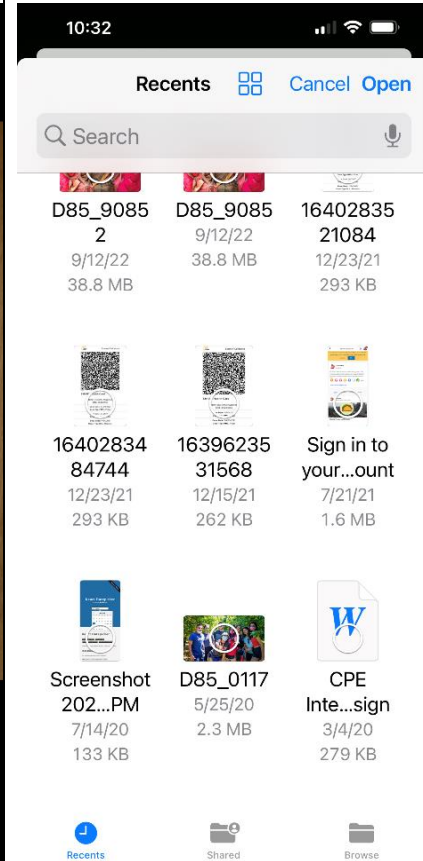 10:32
Recents Cancel Open
Search
D85_9085 D85_9085 16402835
2 9/12/22 21084
9/12/22 38.8 MB 12/23/21
38.8 MB 293 KB
16402834 16396235 Sign in to
84744 31568 your...ount
12/23/21 12/15/21 7/21/21
293 KB 262 KB 1.6 MB
W
Screenshot D85_0117 CPE
202...PM 5/25/20 Inte...sign
7/14/20 2.3 MB 3/4/20
133 KB 279 KB
Recents Shared Browse